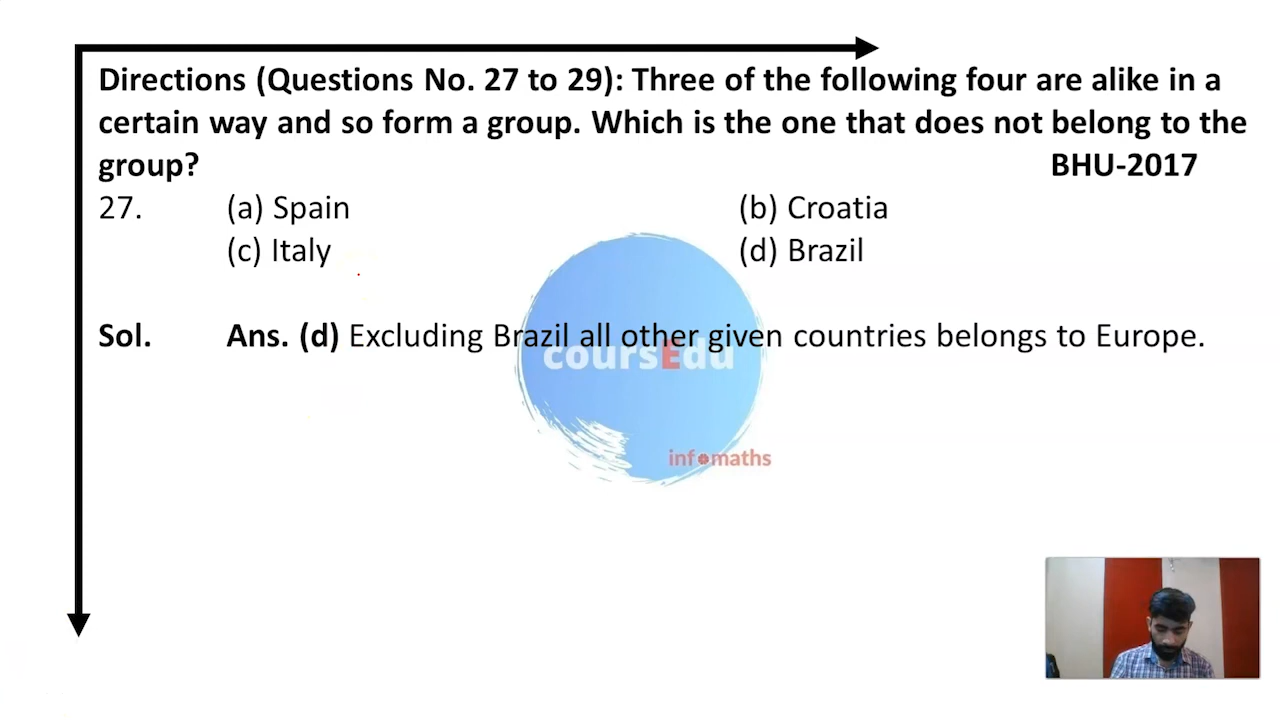 Directions (Questions No. 27 to 29): Three of the following four are alike in a
certain way and so form a group. Which is the one that does not belong to the
group? BHU-2017
27. (a) Spain (b) Croatia
(c) Italy (d) Brazil
Sol. Ans. (d) Excluding Brazil all other given countries belongs to Europe.
coursEdu
infomaths